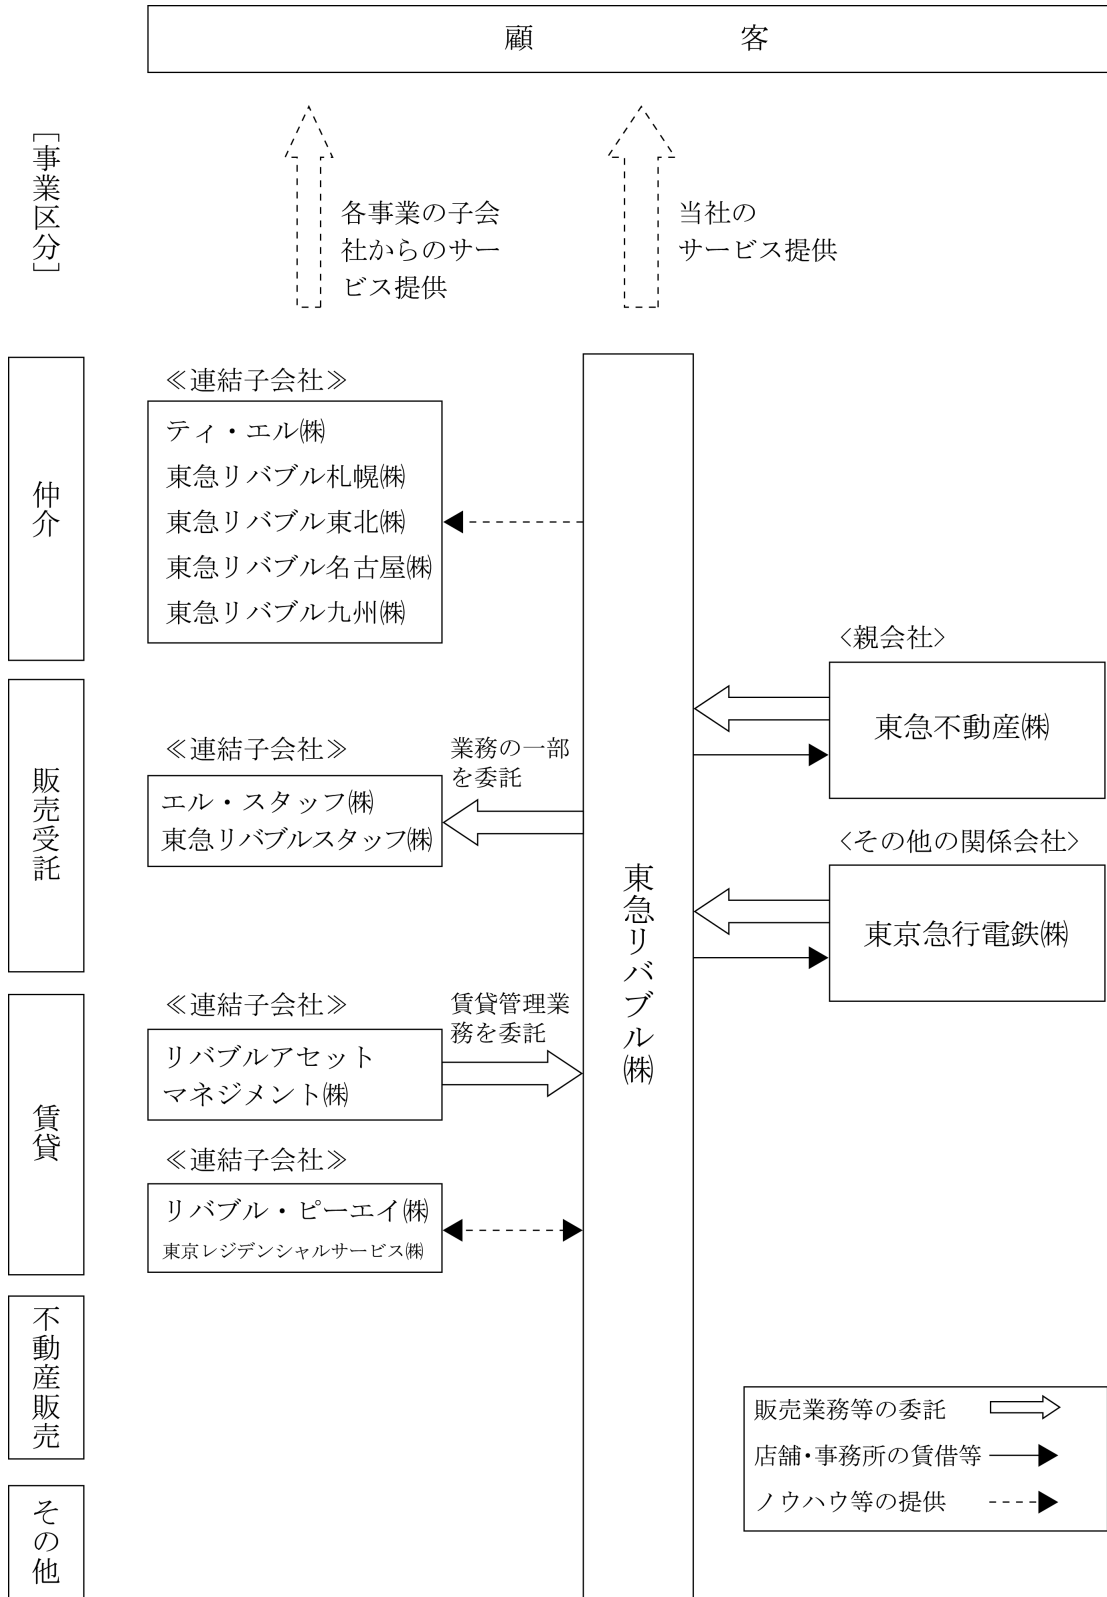 顧客
[事業区分]
各事業の子会
社からのサー
ビス提供
当社の
サービス提供
仲介
≪連結子会社≫
ティ・エル㈱
東急リバブル札幌㈱
東急リバブル東北㈱
東急リバブル名古屋㈱
東急リバブル九州㈱
販売受託
≪連結子会社≫
エル・スタッフ㈱
東急リバブルスタッフ㈱
業務の一部
を委託
賃貸
≪連結子会社≫
リバブルアセット
マネジメント㈱
賃貸管理業
務を委託
≪連結子会社≫
リバブル・ピーエイ㈱
東京レジデンシャルサービス㈱
不動産販売
その他
東急リバブル㈱
<親会社>
東急不動産㈱
<その他の関係会社>
東京急行電鉄㈱
販売業務等の委託
店舗・事務所の賃借等
ノウハウ等の提供